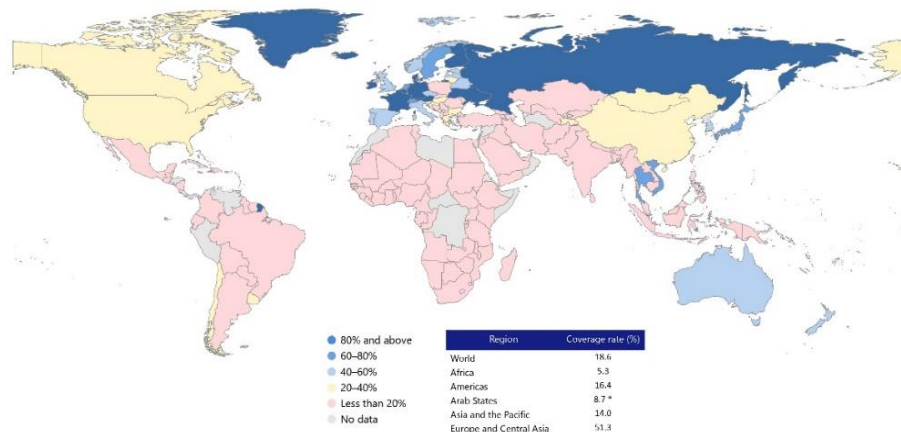 80% and above
60–80%
40–60%
20–40%
Less than 20%
No data
Region Coverage rate (%)
World 18.6
Africa 5.3
Americas 16.4
Arab States 8.7 *
Asia and the Pacific 14.0
Europe and Central Asia 51.3